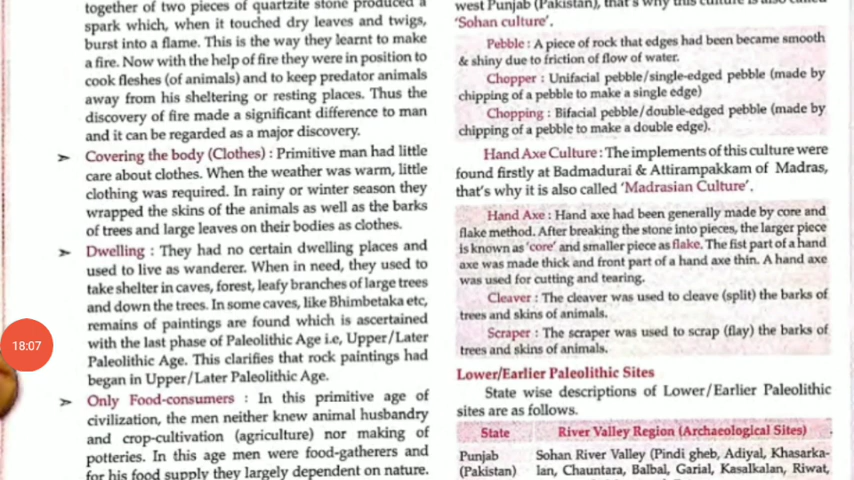 together of two pieces of quartzite stone produced a
spark which, when it touched dry leaves and twigs,
burst into a flame. This is the way they learnt to make
a fire. Now with the help of fire they were in position to
cook fleshes (of animals) and to keep predator animals
away from his sheltering or resting places. Thus the
discovery of fire made a significant difference to man
and it can be regarded as a major discovery.
➤ Covering the body (Clothes) : Primitive man had little
care about clothes. When the weather was warm, little
clothing was required. In rainy or winter season they
wrapped the skins of the animals as well as the barks
of trees and large leaves on their bodies as clothes.
➤ Dwelling : They had no certain dwelling places and
used to live as wanderer. When in need, they used to
take shelter in caves, forest, leafy branches of large trees
and down the trees. In some caves, like Bhimbetaka etc,
remains of paintings are found which is ascertained
with the last phase of Paleolithic Age i.e, Upper/Later
Paleolithic Age. This clarifies that rock paintings had
began in Upper/Later Paleolithic Age.
➤ Only Food-consumers : In this primitive age of
civilization, the men neither knew animal husbandry
and crop-cultivation (agriculture) nor making of
potteries. In this age men were food-gatherers and
for his food supply they largely dependent on nature.
west Punjab (Pakistan), that's why this culture is also called
'Sohan culture'.
Pebble : A piece of rock that edges had been became smooth
& shiny due to friction of flow of water.
Chopper : Unifacial pebble/single-edged pebble (made by
chipping of a pebble to make a single edge)
Chopping : Bifacial pebble/double-edged pebble (made by
chipping of a pebble to make a double edge).
Hand Axe Culture : The implements of this culture were
found firstly at Badmadurai & Attirampakkam of Madras,
that's why it is also called 'Madrasian Culture'.
Hand Axe : Hand axe had been generally made by core and
flake method. After breaking the stone into pieces, the larger piece
is known as 'core' and smaller piece as flake. The fist part of a hand
axe was made thick and front part of a hand axe thin. A hand axe
was used for cutting and tearing.
Cleaver : The cleaver was used to cleave (split) the barks of
trees and skins of animals.
Scraper : The scraper was used to scrap (flay) the barks of
trees and skins of animals.
Lower/Earlier Paleolithic Sites
State wise descriptions of Lower/Earlier Paleolithic
sites are as follows.
State River Valley Region (Archaeological Sites)
Punjab Sohan River Valley (Pindi gheb, Adiyal, Khasarka-
(Pakistan) lan, Chauntara, Balbal, Garial, Kasalkalan, Riwat,
18:07